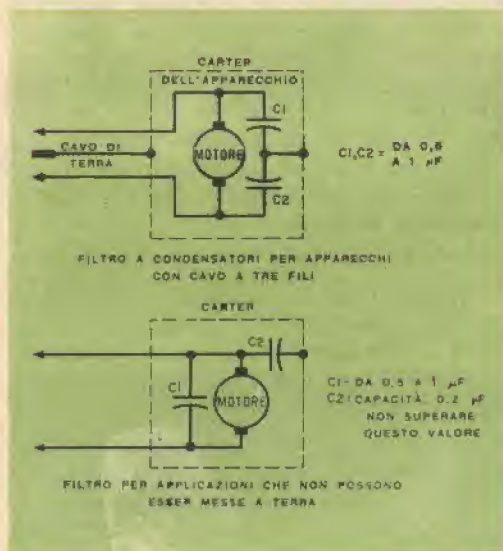 CARTER
DELL'APPARECCHIO
C1
CAVO DI
TERRA
MOTORE
C1,C2 = DA 0,5
A 1 µF
C2
FILTRO A CONDENSATORI PER APPARECCHI
CON CAVO A TRE FILI
CARTER
C2
C1
MOTORE
C1= DA 0,5 A 1 µF
C2:CAPACITÀ 0,2 µF
NON SUPERARE
QUESTO VALORE
FILTRO PER APPLICAZIONI CHE NON POSSONO
ESSER MESSE A TERRA